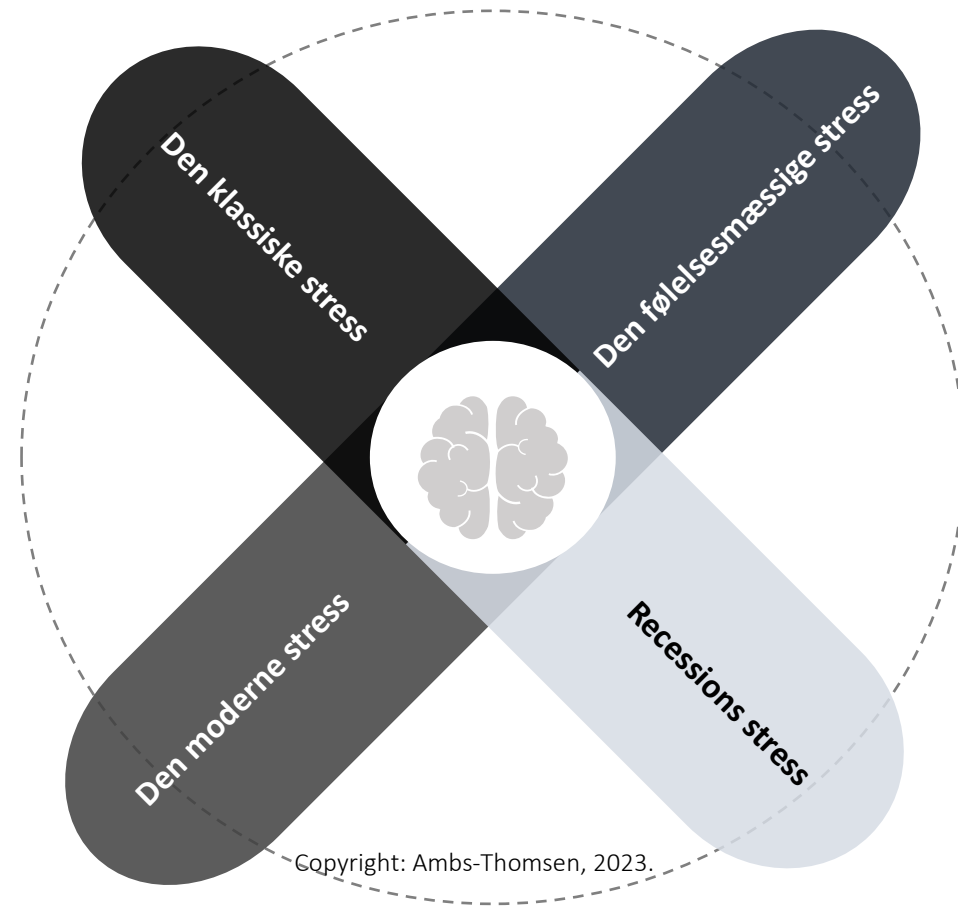 Den klassiske stress
Den følelsesmæssige stress
Den moderne stress
Recessions stress
Copyright: Ambs-Thomsen, 2023.